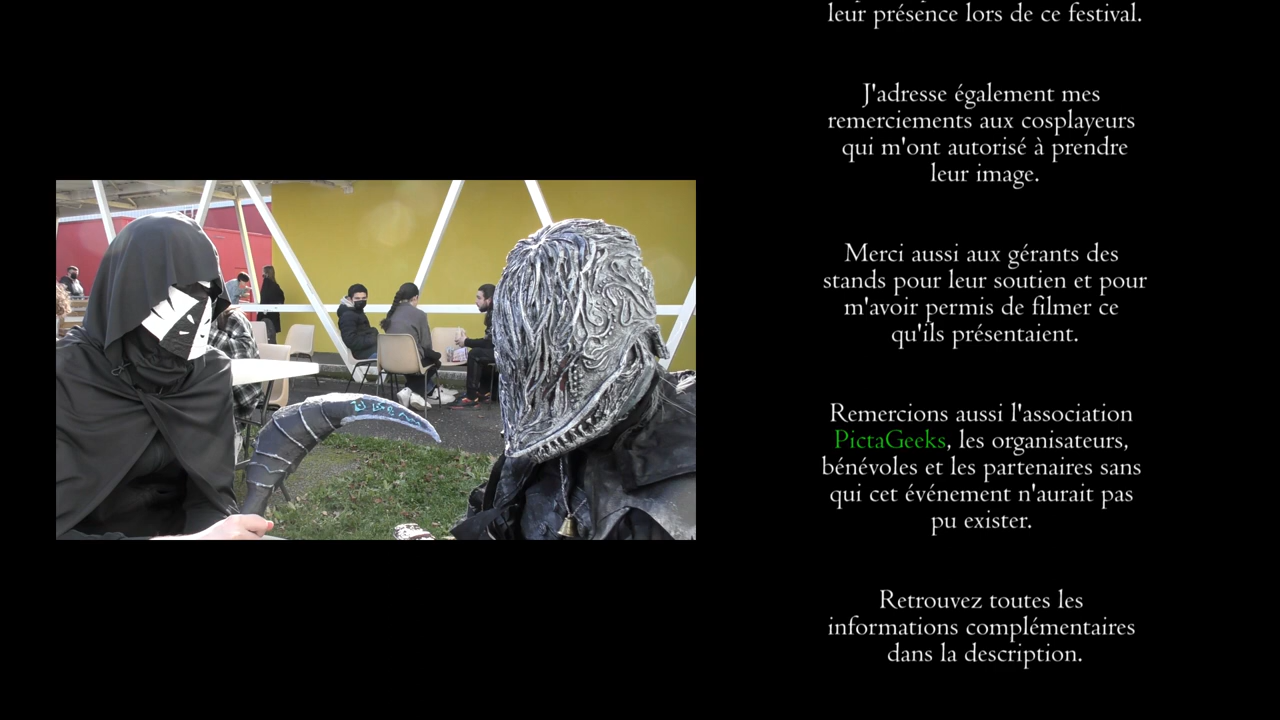 leur présence lors de ce festival.
J'adresse également mes
remerciements aux cosplayeurs
qui m'ont autorisé à prendre
leur image.
Merci aussi aux gérants des
stands pour leur soutien et pour
m'avoir permis de filmer ce
qu'ils présentaient.
Remercions aussi l'association
PictaGeeks, les organisateurs,
bénévoles et les partenaires sans
qui cet événement n'aurait pas
pu exister.
Retrouvez toutes les
informations complémentaires
dans la description.